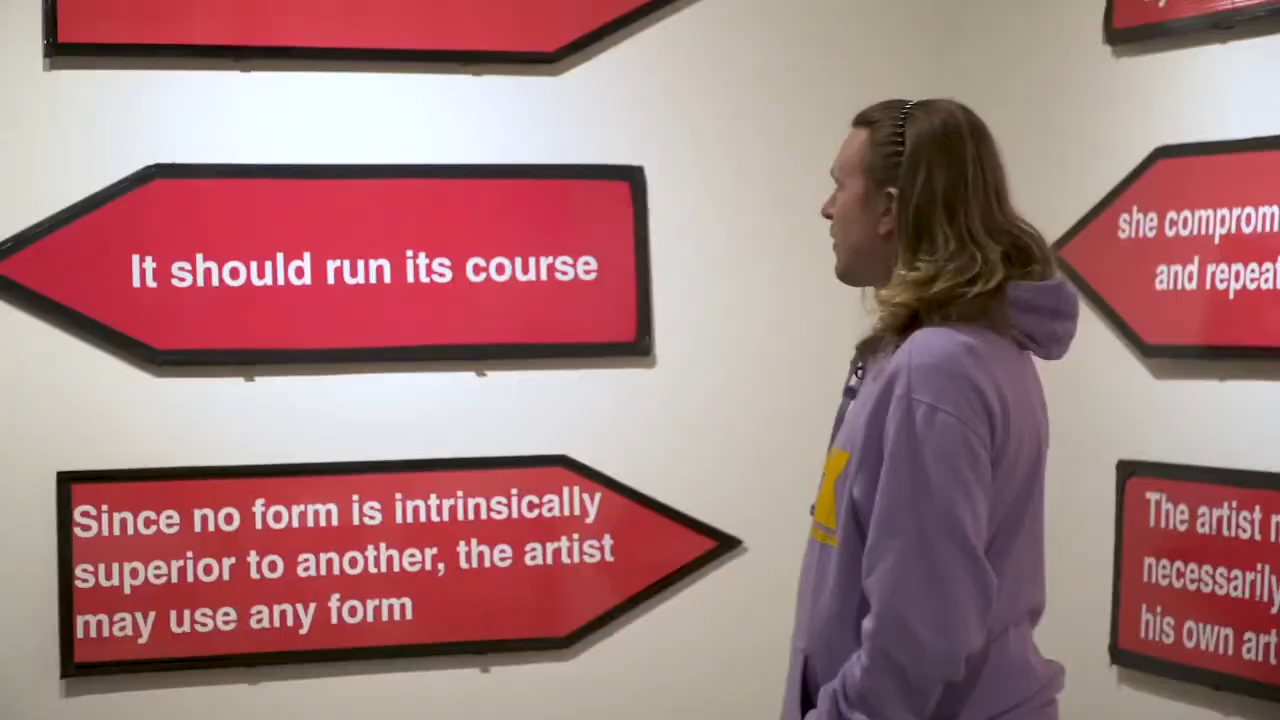 It should run its course
Since no form is intrinsically
superior to another, the artist
may use any form
she comprom
and repeat
The artist
necessarily
his own art